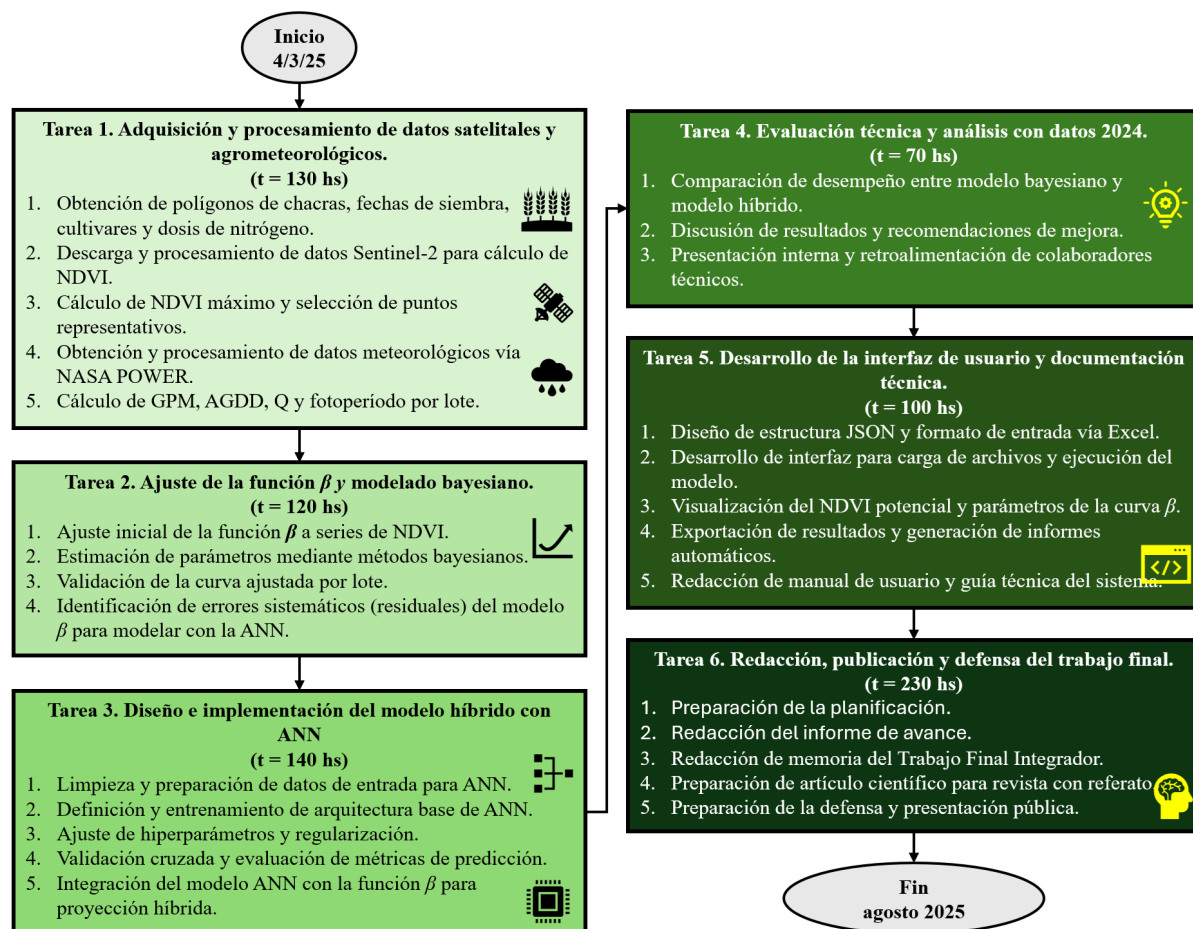 Inicio
4/3/25
Tarea 1. Adquisición y procesamiento de datos satelitales y
agrometeorológicos.
(t = 130 hs)
1. Obtención de polígonos de chacras, fechas de siembra,
cultivares y dosis de nitrógeno.
2. Descarga y procesamiento de datos Sentinel-2 para cálculo de
NDVI.
3. Cálculo de NDVI máximo y selección de puntos
representativos.
4. Obtención y procesamiento de datos meteorológicos vía
NASA POWER.
5. Cálculo de GPM, AGDD, Q y fotoperíodo por lote.
Tarea 2. Ajuste de la función β y modelado bayesiano.
(t = 120 hs)
1. Ajuste inicial de la función β a series de NDVI.
2. Estimación de parámetros mediante métodos bayesianos.
3. Validación de la curva ajustada por lote.
4. Identificación de errores sistemáticos (residuales) del modelo
β para modelar con la ANN.
Tarea 3. Diseño e implementación del modelo híbrido con
ANN
(t = 140 hs)
1. Limpieza y preparación de datos de entrada para ANN.
2. Definición y entrenamiento de arquitectura base de ANN.
3. Ajuste de hiperparámetros y regularización.
4. Validación cruzada y evaluación de métricas de predicción.
5. Integración del modelo ANN con la función β para
proyección híbrida.
Tarea 4. Evaluación técnica y análisis con datos 2024.
(t = 70 hs)
1. Comparación de desempeño entre modelo bayesiano y
modelo híbrido.
2. Discusión de resultados y recomendaciones de mejora.
3. Presentación interna y retroalimentación de colaboradores
técnicos.
Tarea 5. Desarrollo de la interfaz de usuario y documentación
técnica.
(t = 100 hs)
1. Diseño de estructura JSON y formato de entrada vía Excel.
2. Desarrollo de interfaz para carga de archivos y ejecución del
modelo.
3. Visualización del NDVI potencial y parámetros de la curva β.
4. Exportación de resultados y generación de informes
automáticos.
5. Redacción de manual de usuario y guía técnica del sistema.
</>
Tarea 6. Redacción, publicación y defensa del trabajo final.
(t = 230 hs)
1. Preparación de la planificación.
2. Redacción del informe de avance.
3. Redacción de memoria del Trabajo Final Integrador.
4. Preparación de artículo científico para revista con referato
5. Preparación de la defensa y presentación pública.
Fin
agosto 2025